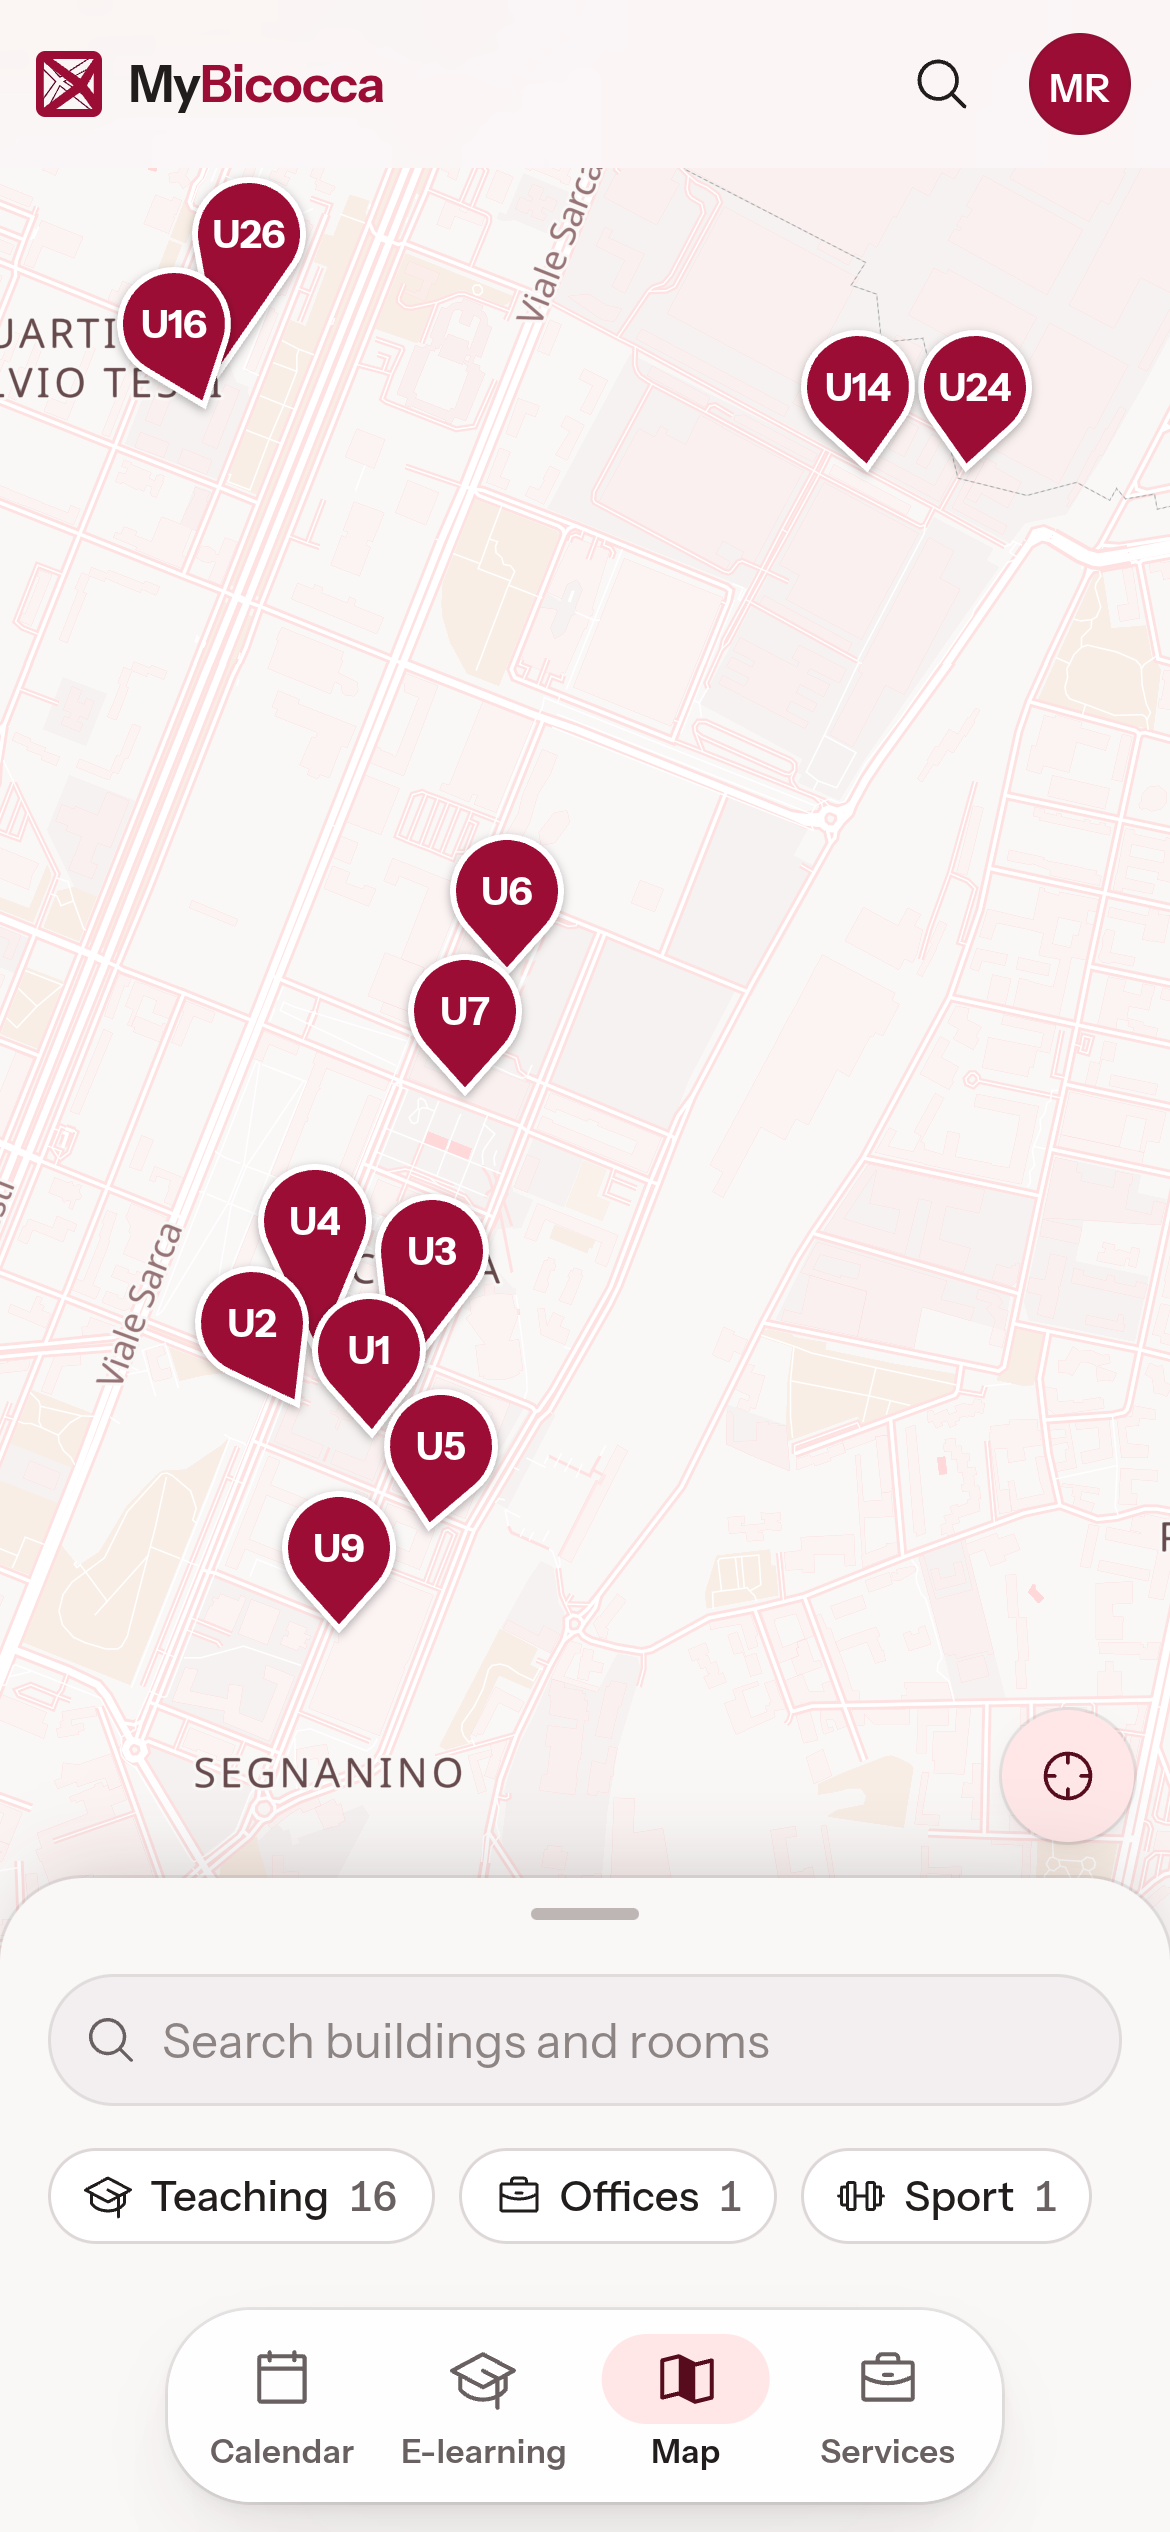 MyBicocca
MR
Viale Sarca
U26
U16
U14
U24
U6
U7
U4
U3
U2
U1
Viale Sarca
U5
U9
SEGNANINO
Search buildings and rooms
Teaching 16
Offices 1
Sport 1
Calendar
E-learning
Map
Services